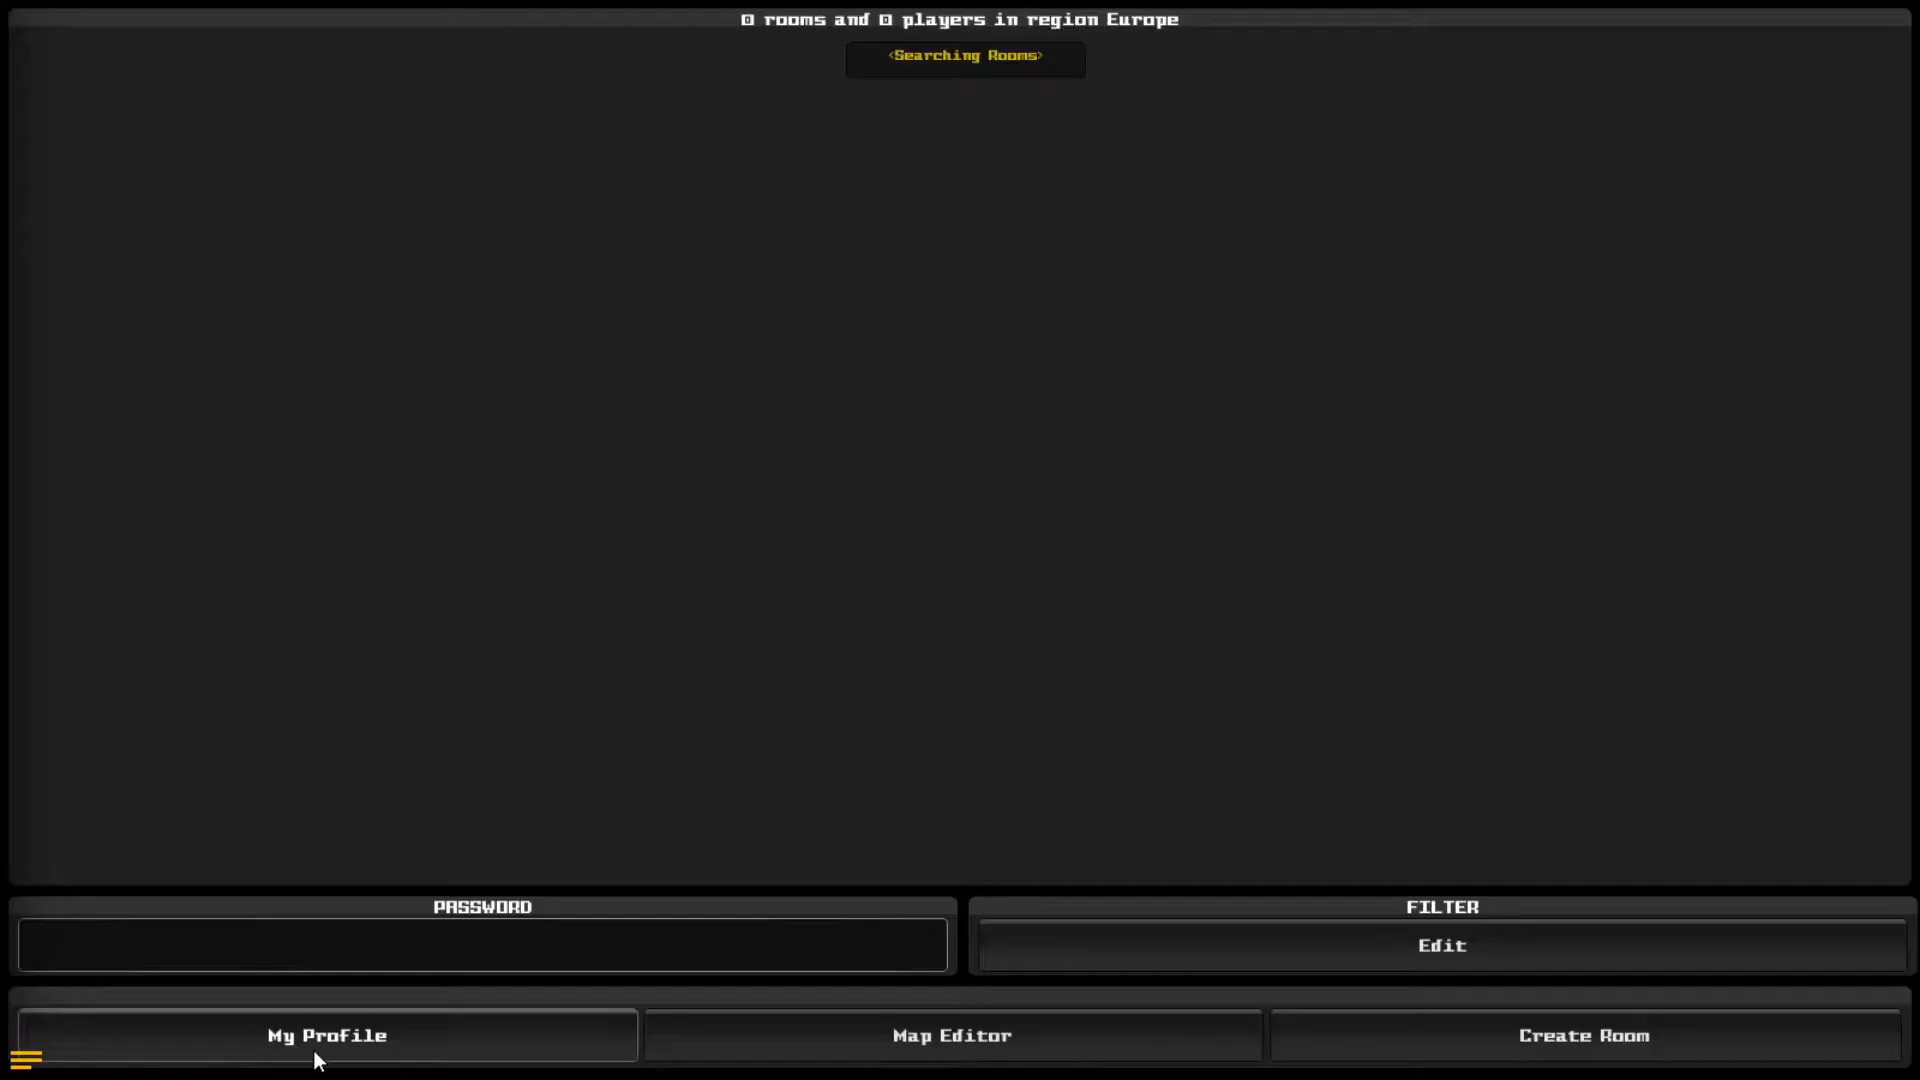 0 rooms and 0 players in region Europe
<Searching Rooms>
PASSWORD
FILTER
Edit
My Profile
Map Editor
Create Room